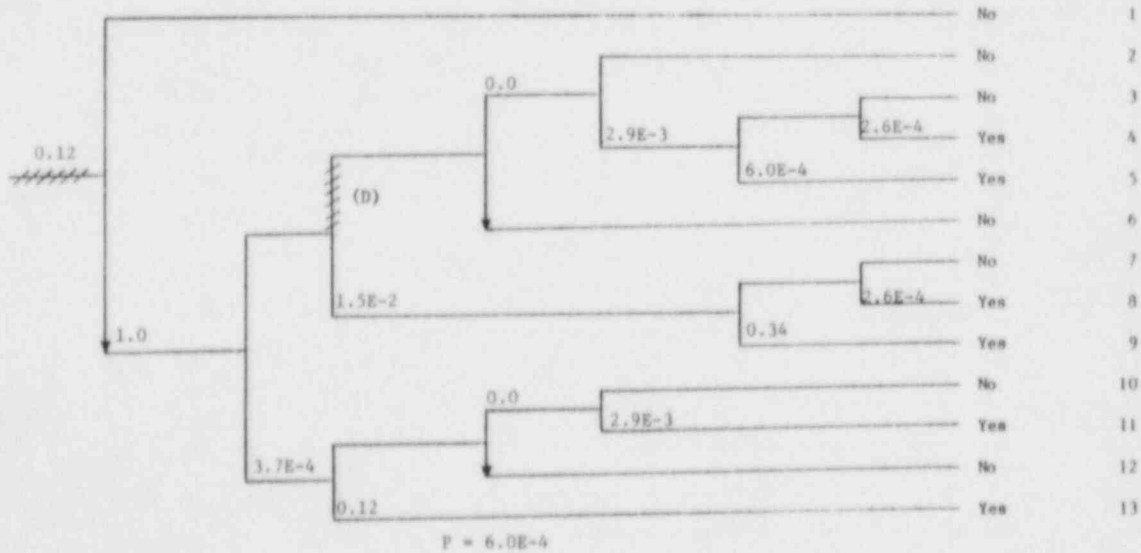 No 1
No 2
0.0
No 3
2.9E-3
2.6E-4
Yes 4
0.12
6.0E-4
Yes 5
(D)
No 6
No 7
1.5E-2
2.6E-4
Yes 8
1.0
0.34
Yes 9
No 10
0.0
2.9E-3
Yes 11
3.7E-4
No 12
0.12
Yes 13
P = 6.0E-4